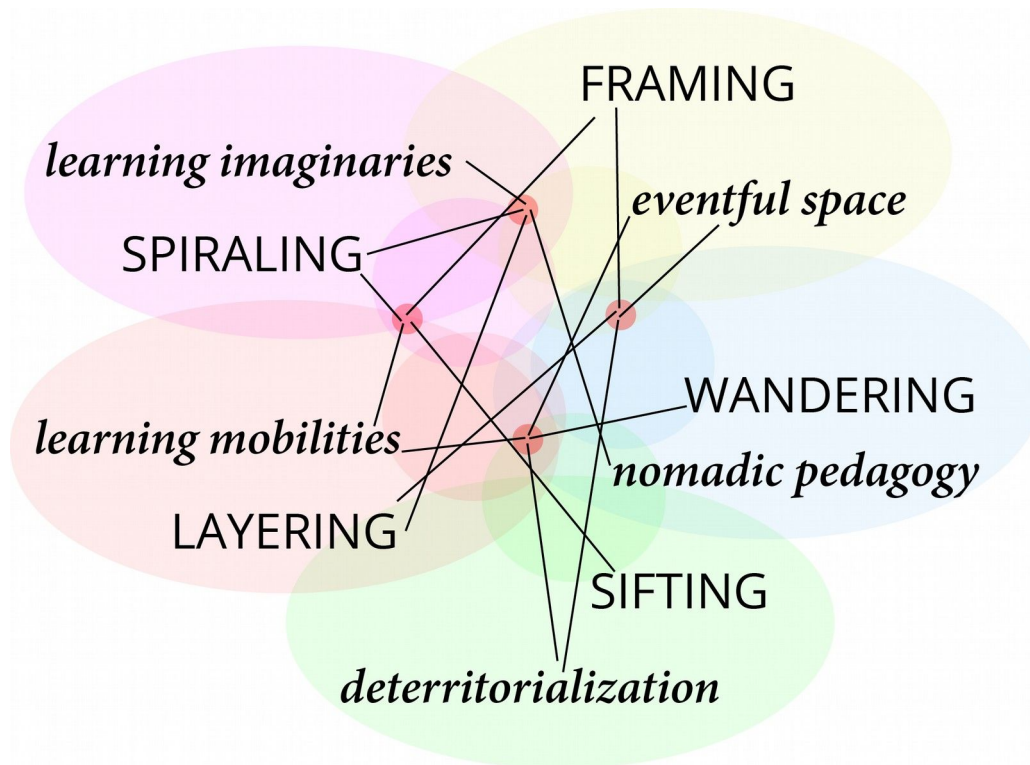 FRAMING
learning imaginaries
eventful space
SPIRALING
WANDERING
learning mobilities
nomadic pedagogy
LAYERING
SIFTING
deterritorialization